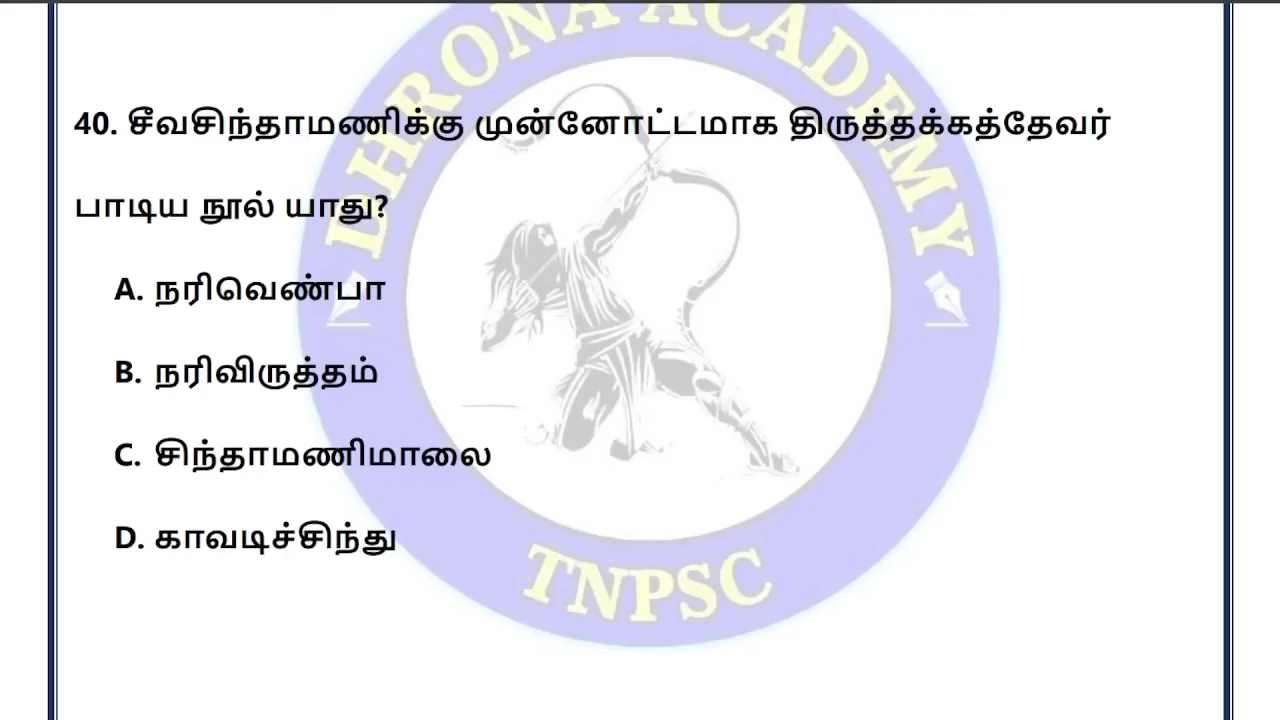 DHRONA ACADEMY
40. சீவசிந்தாமணிக்கு முன்னோட்டமாக திருத்தக்கத்தேவர்
பாடிய நூல் யாது?
A. நரிவெண்பா
B. நரிவிருத்தம்
C. சிந்தாமணிமாலை
D. காவடிச்சிந்து
TNPSC